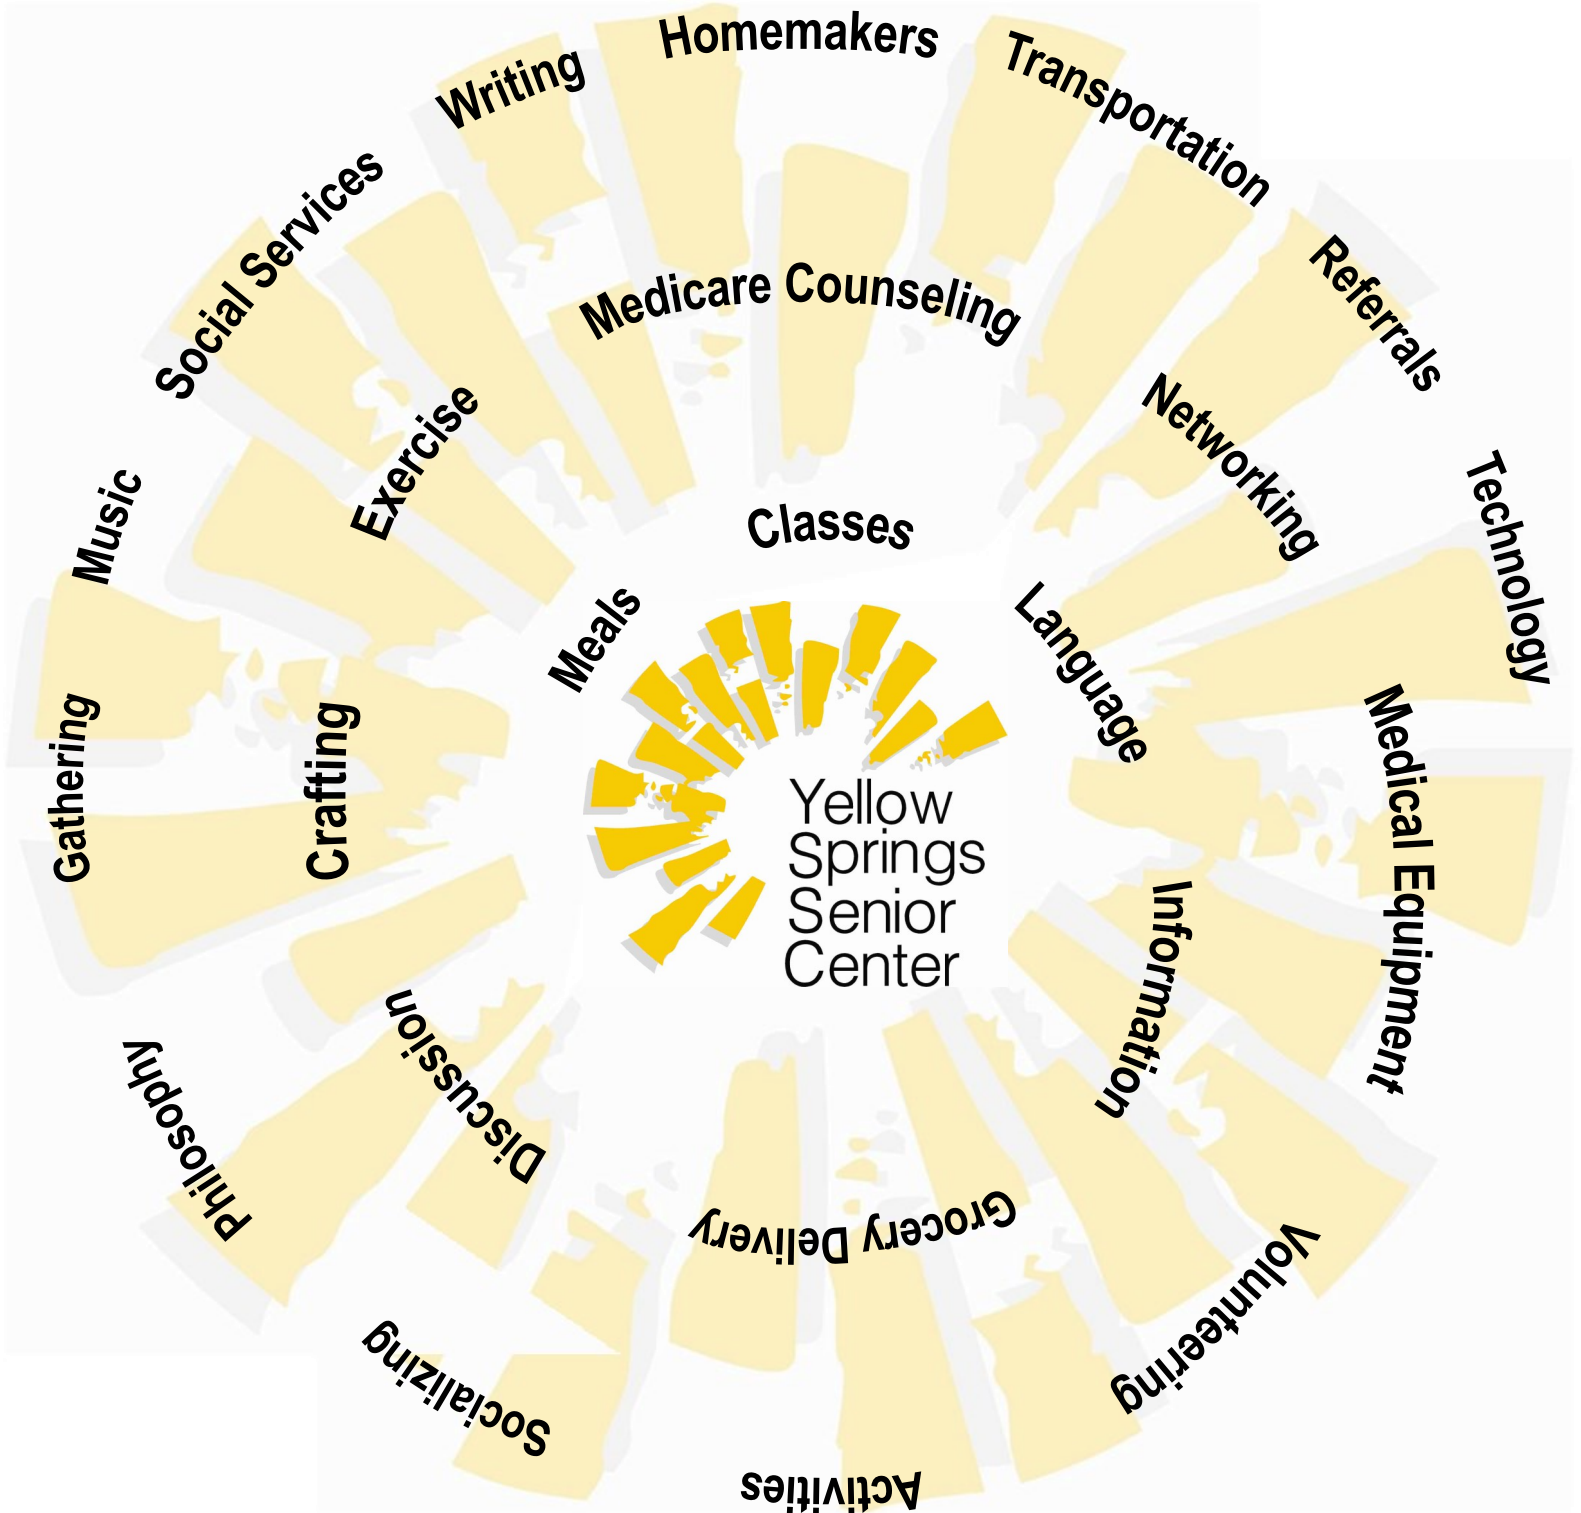 Homemakers
Writing
Transportation
Social Services
Referrals
Medicare Counseling
Exercise
Networking
Music
Technology
Classes
Meals
Language
Gathering
Crafting
Medical Equipment
Yellow
Springs
Senior
Center
Information
Discussion
Philosophy
Grocery Delivery
Volunteering
Socializing
Activities